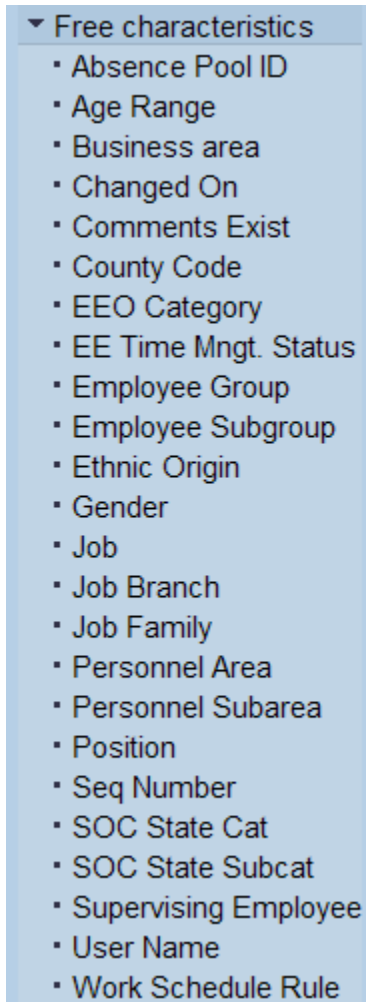 Free characteristics
Absence Pool ID
Age Range
Business area
Changed On
Comments Exist
County Code
EEO Category
EE Time Mngt. Status
Employee Group
Employee Subgroup
Ethnic Origin
Gender
Job
Job Branch
Job Family
Personnel Area
Personnel Subarea
Position
Seq Number
SOC State Cat
SOC State Subcat
Supervising Employee
User Name
Work Schedule Rule